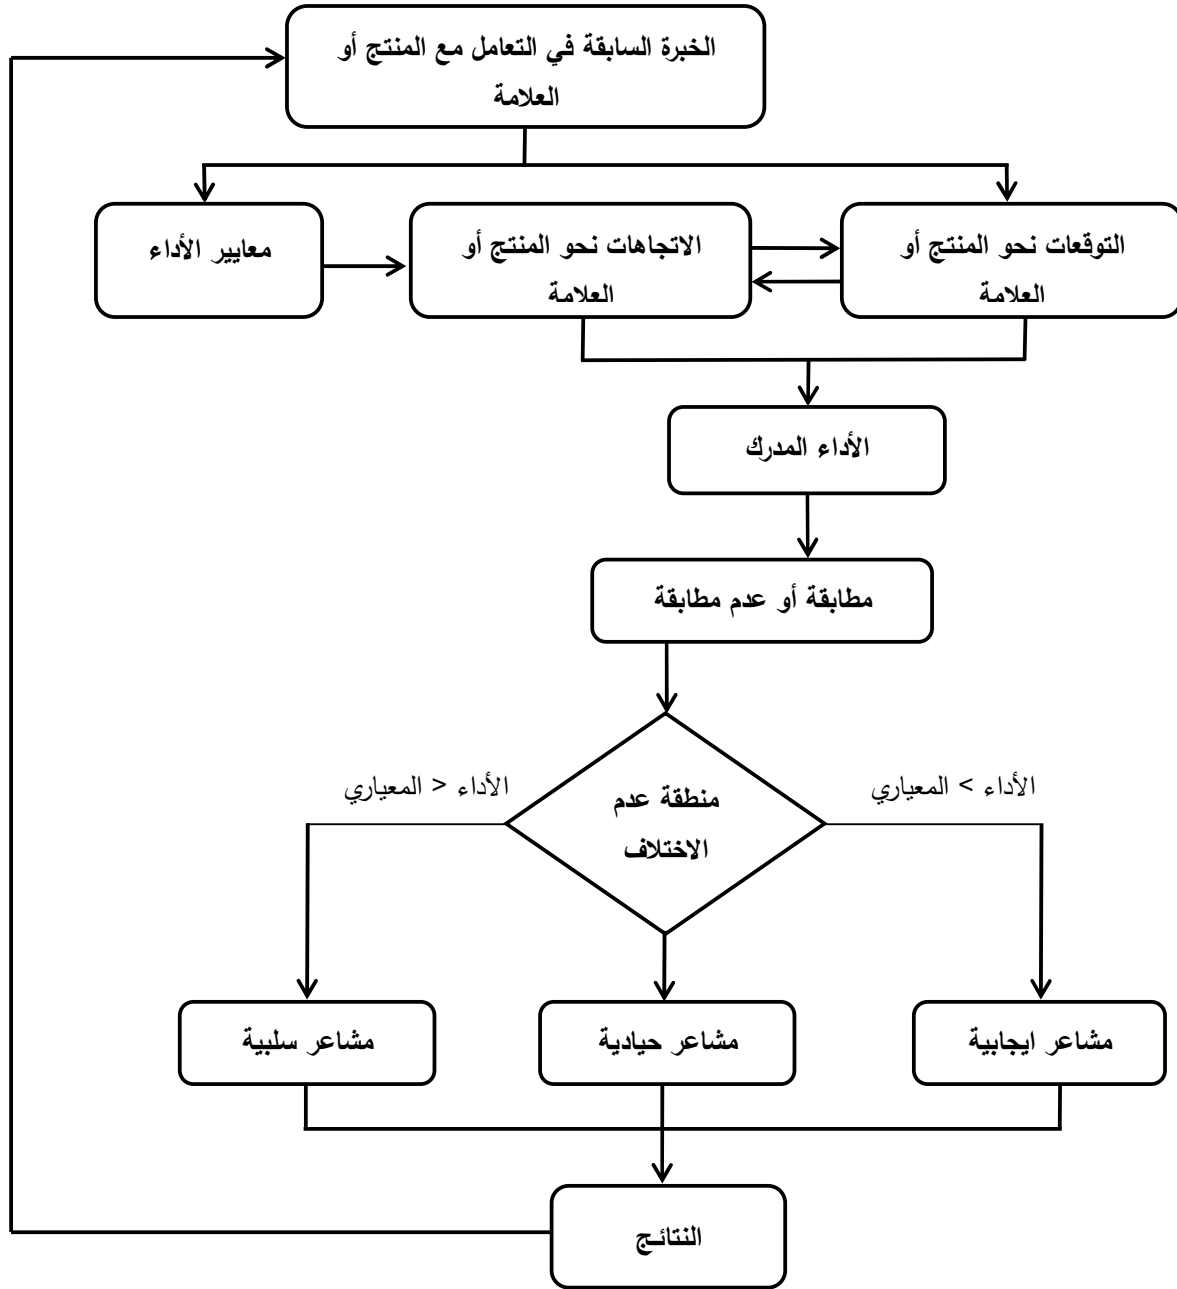 الخبرة السابقة في التعامل مع المنتج أو
العلامة
التوقعات نحو المنتج أو
العلامة
الاتجاهات نحو المنتج أو
العلامة
معايير الأداء
الأداء المدرك
مطابقة أو عدم مطابقة
الأداء > المعياري
منطقة عدم
الاختلاف
الأداء < المعياري
مشاعر ايجابية
مشاعر حيادية
مشاعر سلبية
النتائج